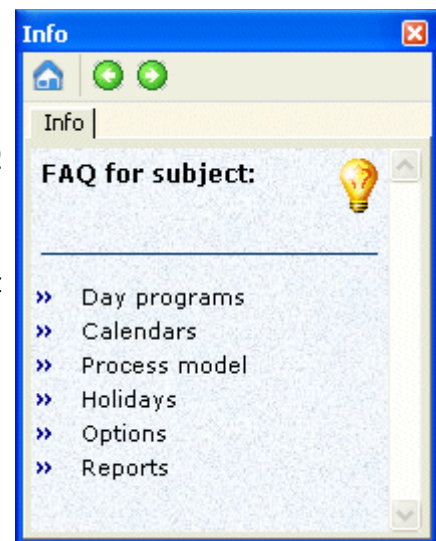 Info
Info
FAQ for subject:
» Day programs
» Calendars
» Process model
» Holidays
» Options
» Reports